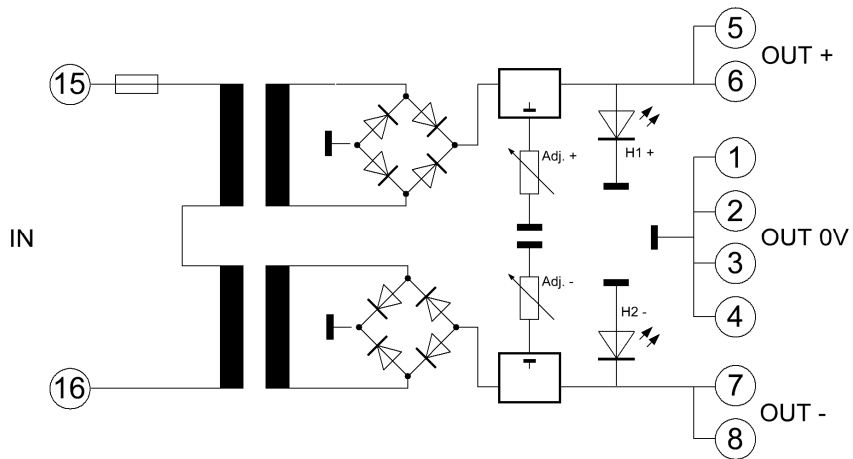 5
OUT +
15
6
Adj. +
H1 +
1
2
IN
OUT 0V
3
Adj. -
H2 -
4
16
7
OUT -
8